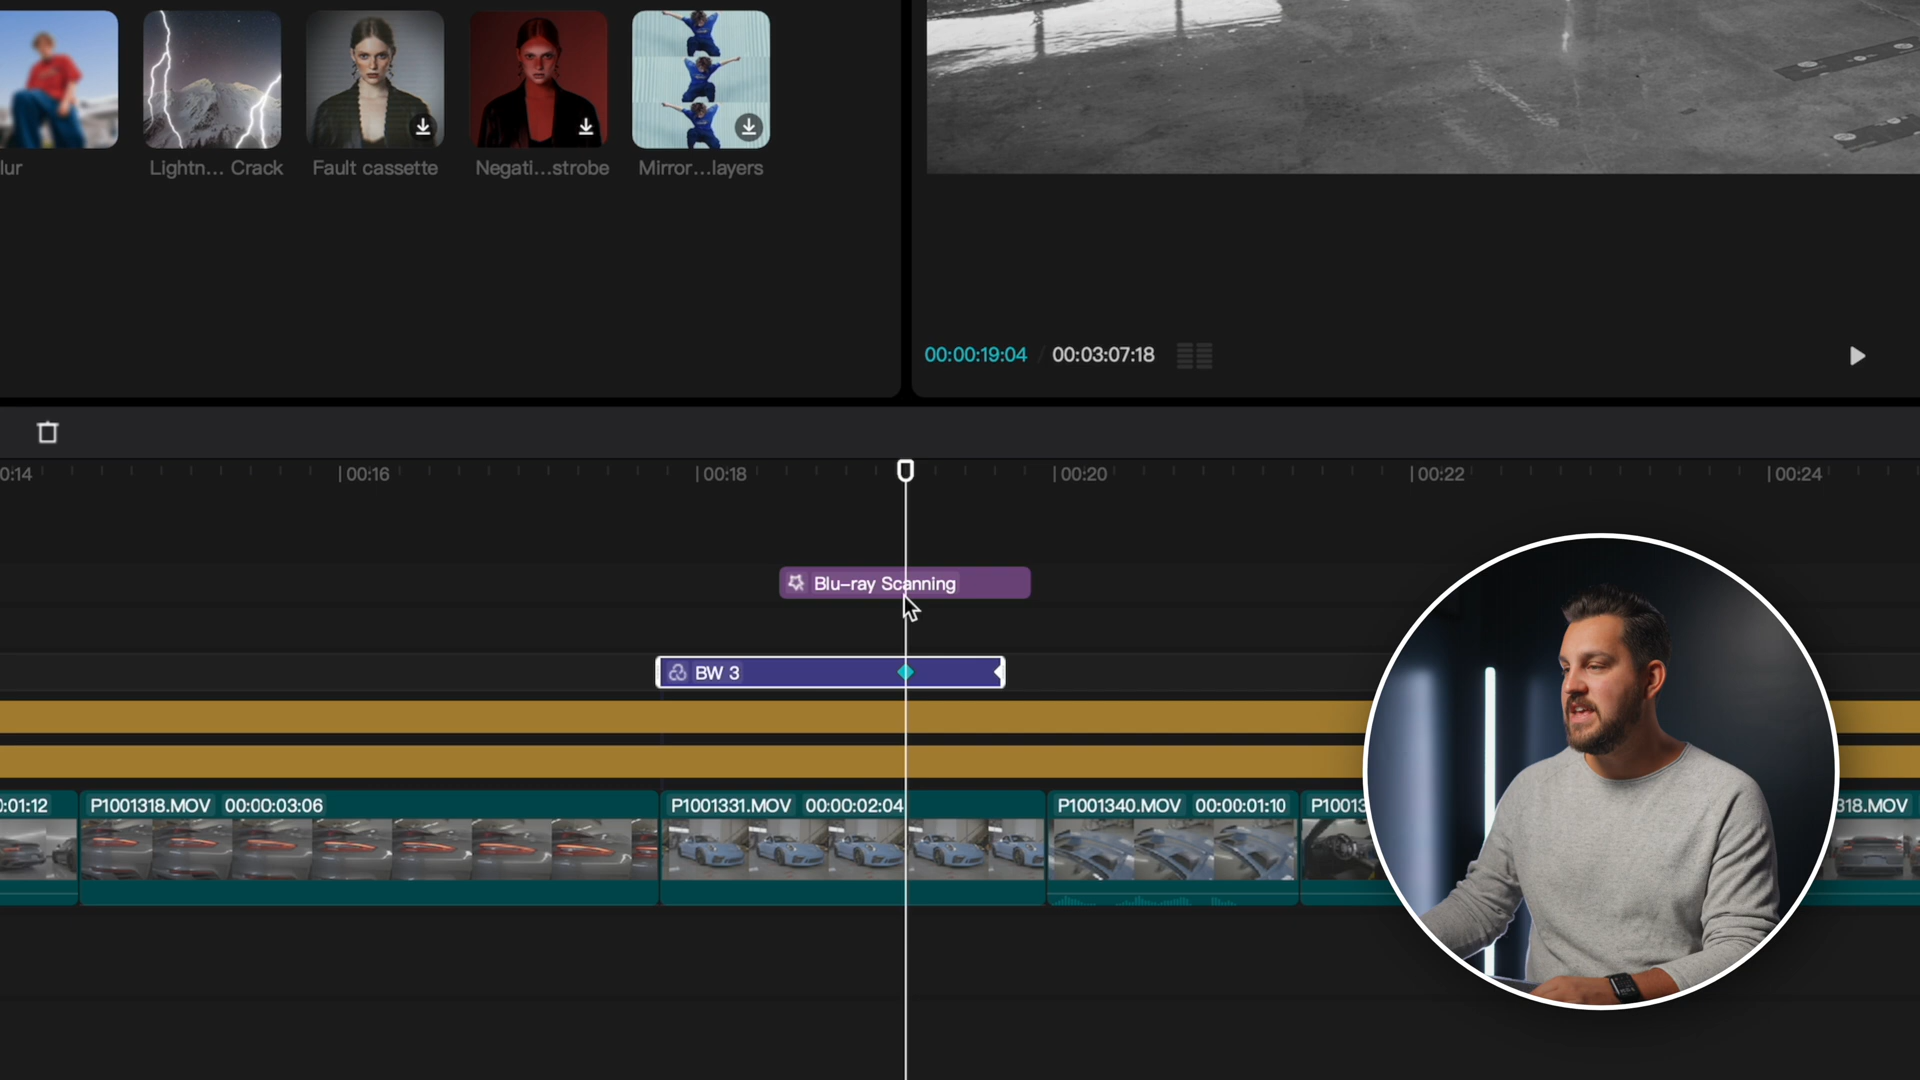 lur
Lightn... Crack
Fault cassette
Negati...strobe
Mirror...layers
00:00:19:04 / 00:03:07:18
0:14
00:16
00:18
00:20
00:22
00:24
Blu-ray Scanning
BW 3
0:01:12
P1001318.MOV 00:00:03:06
P1001331.MOV 00:00:02:04
P1001340.MOV 00:00:01:10
P10013
318.MOV